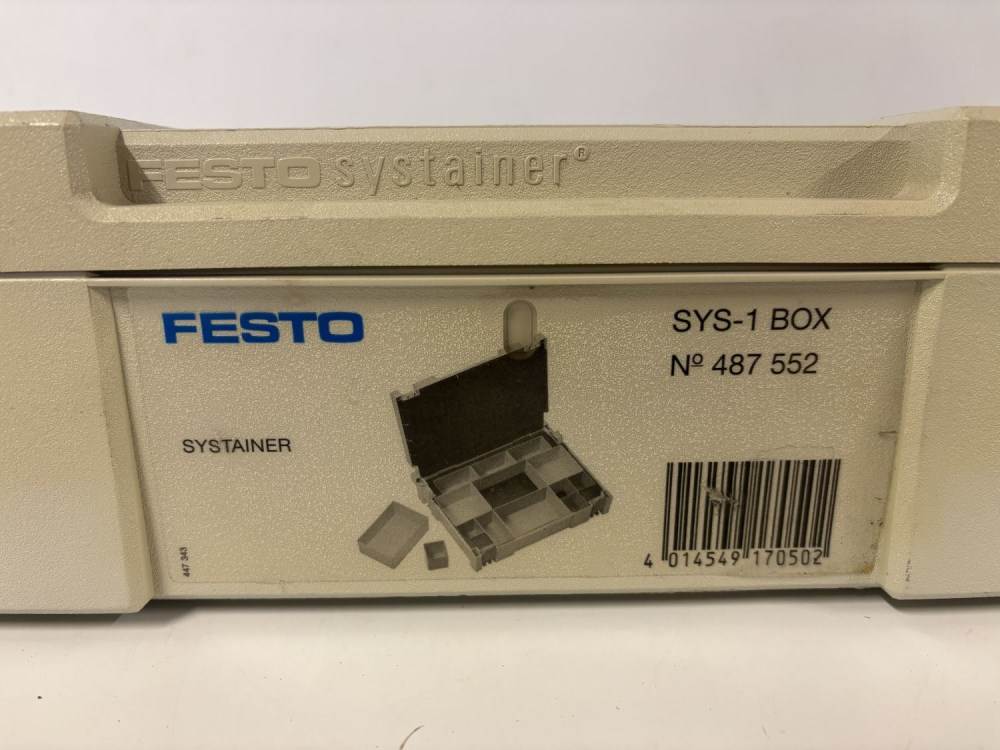 FESTO systainer®
FESTO
SYS-1 BOX
Nº 487 552
SYSTAINER
447 343
4 014549 170502